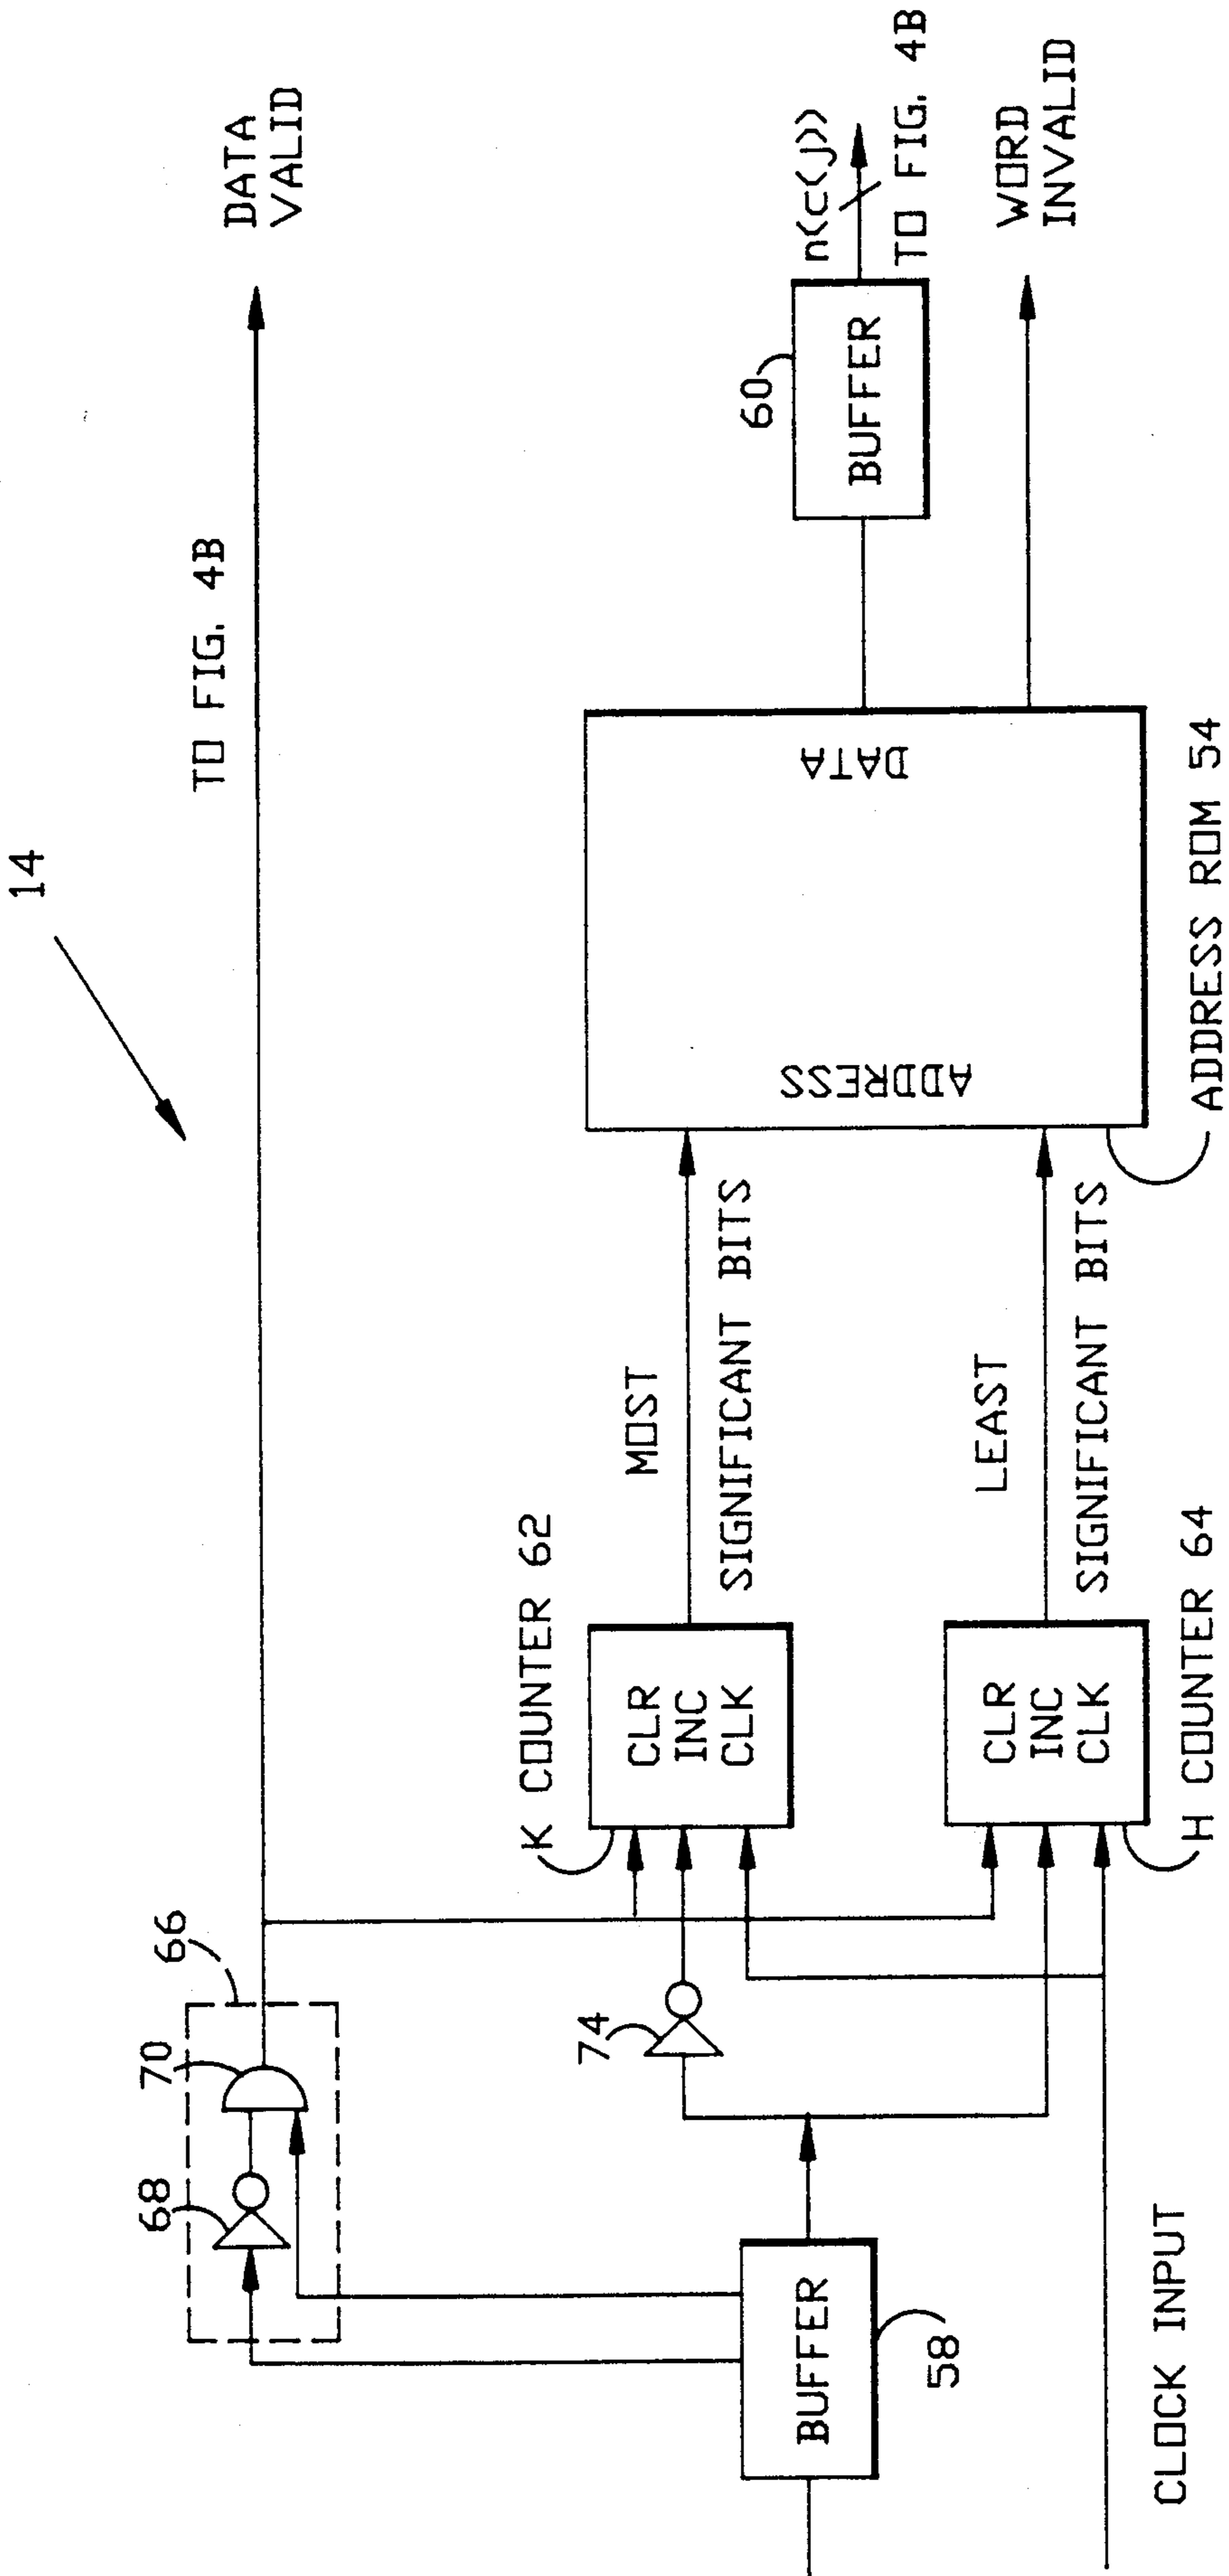 14
TO FIG. 4B
DATA
VALID
66
70
68
K COUNTER 62
CLR
INC
CLK
MOST
SIGNIFICANT BITS
74
BUFFER
58
H COUNTER 64
CLR
INC
CLK
LEAST
SIGNIFICANT BITS
CLOCK INPUT
ADDRESS
DATA
ADDRESS ROM 54
60
BUFFER
n(c(j))
TO FIG. 4B
WORD
INVALID